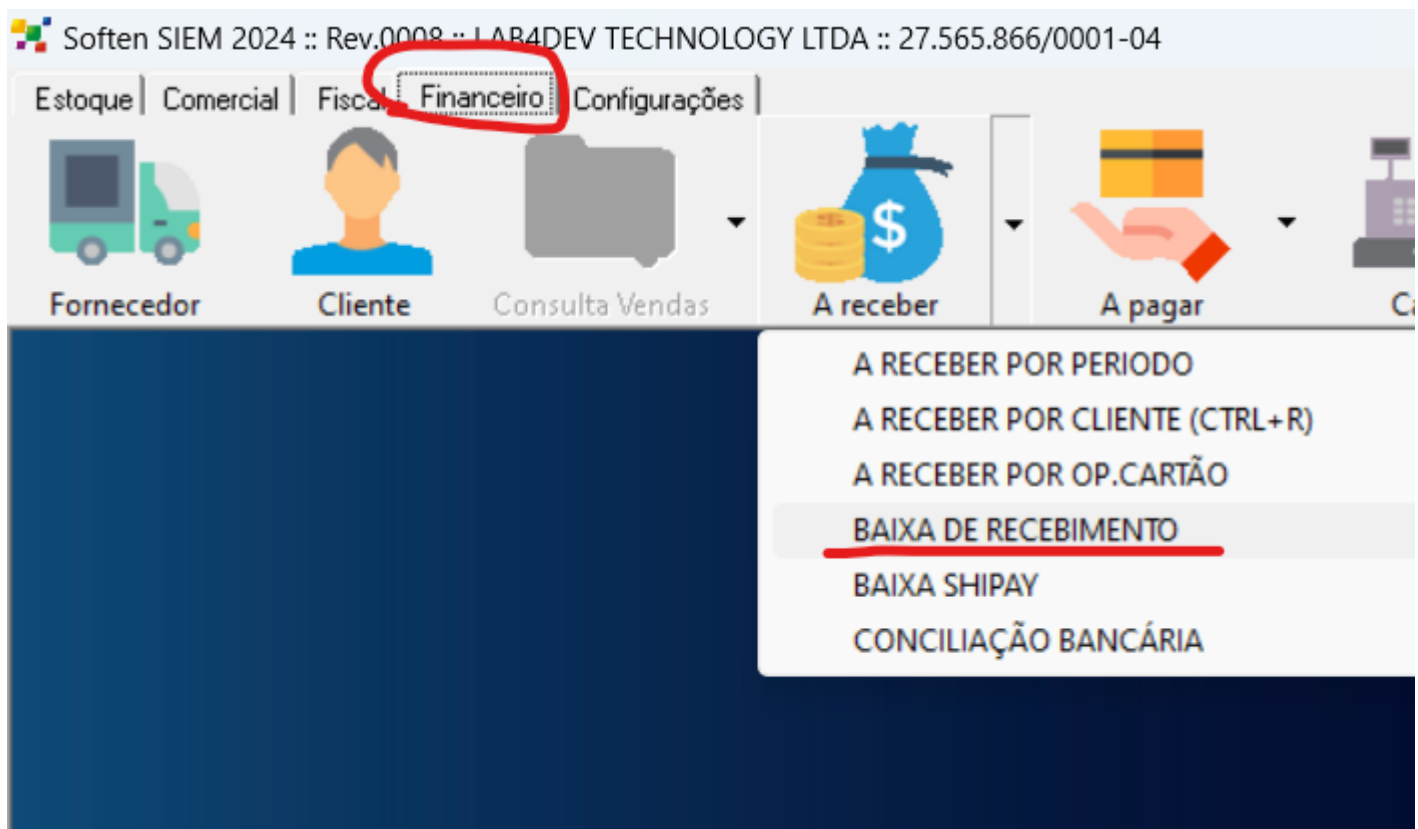 Soften SIEM 2024 :: Rev.0008 :: LAB4DEV TECHNOLOGY LTDA :: 27.565.866/0001-04
Estoque Comercial Fiscal Financeiro Configurações
Fornecedor Cliente Consulta Vendas A receber A pagar Ca
A RECEBER POR PERIODO
A RECEBER POR CLIENTE (CTRL+R)
A RECEBER POR OP.CARTÃO
BAIXA DE RECEBIMENTO
BAIXA SHIPAY
CONCILIAÇÃO BANCÁRIA